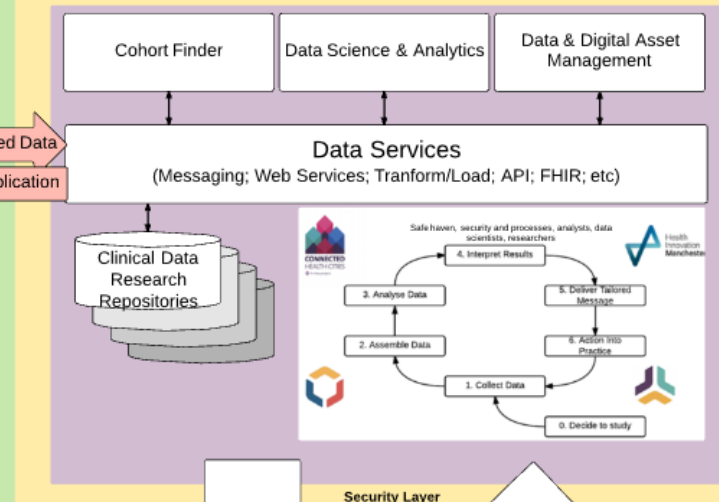 Cohort Finder
Data Science & Analytics
Data & Digital Asset
Management
ed Data
plication
Data Services
(Messaging; Web Services; Tranform/Load; API; FHIR; etc)
Clinical Data
Research
Repositories
CONNECTED
HEALTH CITIES
Safe haven, security and processes, analysts, data
scientists, researchers
Health
Innovation
Manchester
4. Interpret Results
3. Analyse Data
5. Deliver Tailored
Message
2. Assemble Data
6. Action Into
Practice
1. Collect Data
0. Decide to study
Security Layer